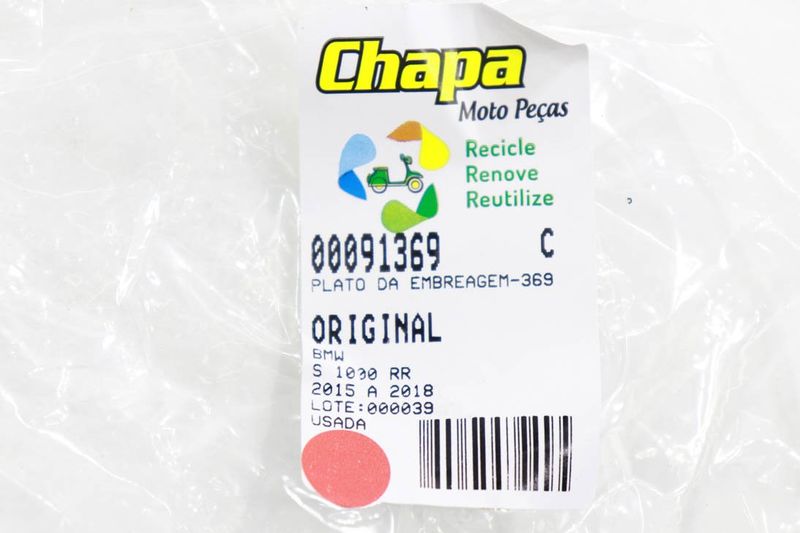 Chapa
Moto Peças
Recicle
Renove
Reutilize
00091369 C
PLATO DA EMBREAGEM-369
ORIGINAL
BMW
S 1000 RR
2015 A 2018
LOTE:000039
USADA